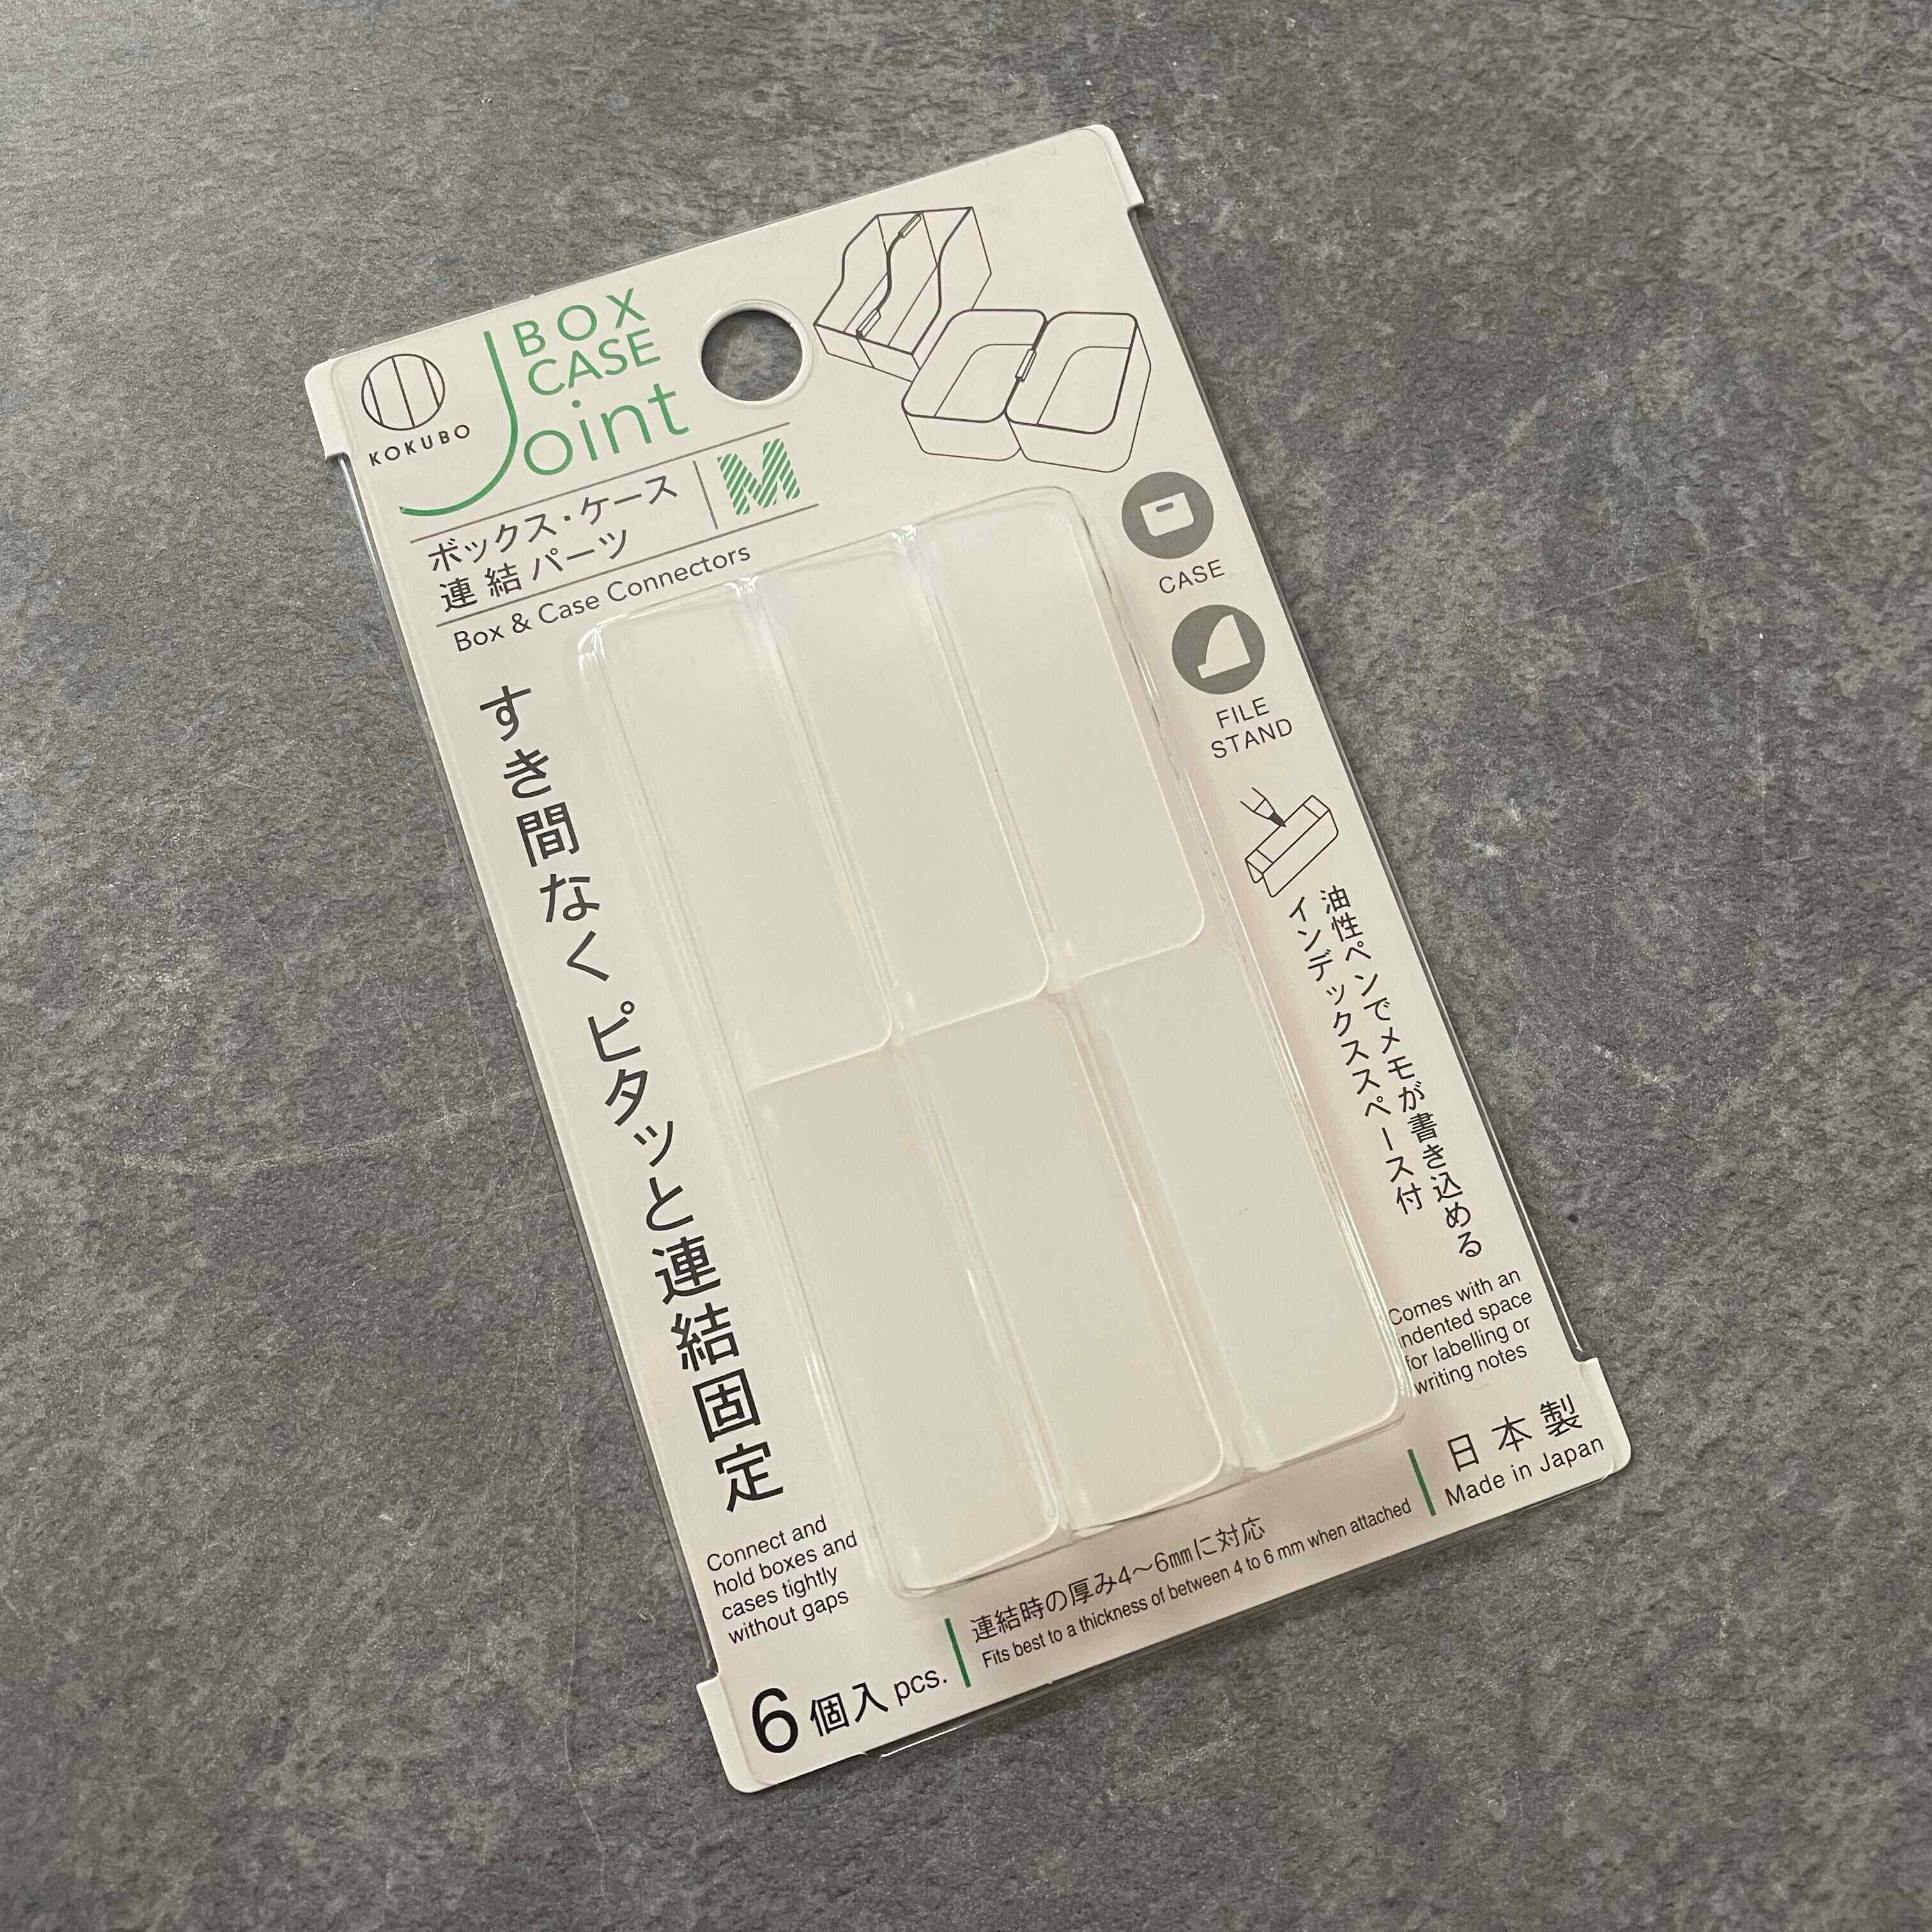 KOKUBO
BOX
CASE
Joint
ボックス・ケース
連結パーツ
M
Box & Case Connectors
CASE
FILE
STAND
すき間なく ピタッと連結固定
Connect and
hold boxes and
cases tightly
without gaps
油性ペンでメモが書き込める
インデックススペース付
Comes with an
indented space
for labelling or
writing notes
6個入 pcs.
連結時の厚み4〜6㎜に対応
Fits best to a thickness of between 4 to 6 mm when attached
日本製
Made in Japan